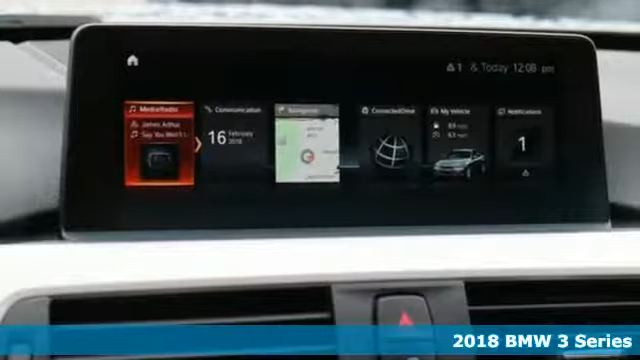 1 & Today 12:08 pm
Media/Radio
Communication
Navigation
ConnectedDrive
My Vehicle
Notifications
James Arthur
Say You Won't
16 February
2018
1
2018 BMW 3 Series